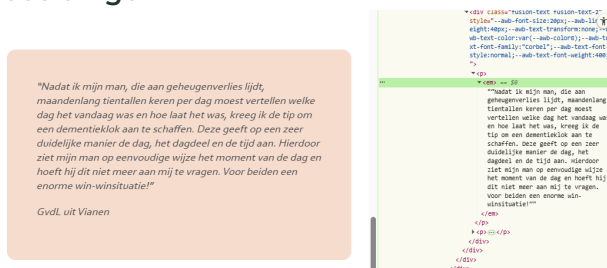 "Nadat ik mijn man, die aan geheugenverlies lijdt,
maandenlang tientallen keren per dag moest vertellen welke
dag het vandaag was en hoe laat het was, kreeg ik de tip om
een dementieklok aan te schaffen. Deze geeft op een zeer
duidelijke manier de dag, het dagdeel en de tijd aan. Hierdoor
ziet mijn man op eenvoudige wijze het moment van de dag en
hoeft hij dit niet meer aan mij te vragen. Voor beiden een
enorme win-winsituatie!"
GvdL uit Vianen
<div class="fusion-text fusion-text-2"
style="--awb-font-size:20px;--awb-lin
eight:40px;--awb-text-transform:none;--
wb-text-color:var(--awb-color8);--awb-te
xt-font-family:"Corbel";--awb-text-font-
style:normal;--awb-text-font-weight:400;
">
<p>
… <em> == $0
""Nadat ik mijn man, die aan
geheugenverlies lijdt, maandenlang
tientallen keren per dag moest
vertellen welke dag het vandaag was
en hoe laat het was, kreeg ik de
tip om een dementieklok aan te
schaffen. Deze geeft op een zeer
duidelijke manier de dag, het
dagdeel en de tijd aan. Hierdoor
ziet mijn man op eenvoudige wijze
het moment van de dag en hoeft hij
dit niet meer aan mij te vragen.
Voor beiden een enorme win-
winsituatie!""
</em>
</p>
<p>…</p>
</div>
</div>
</div>